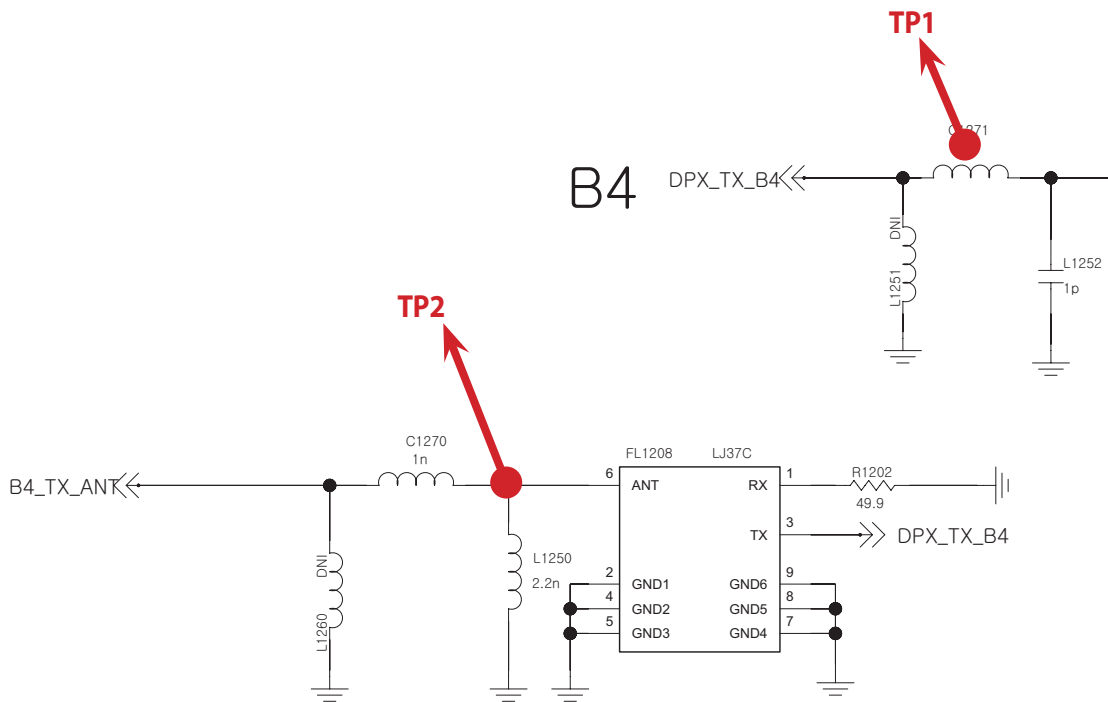 TP1
B4
DPX_TX_B4
DNI
L1251
L1252
1p
TP2
C1270
1n
B4_TX_ANT
DNI
L1260
L1250
2.2n
FL1208
LJ37C
6
ANT
RX
1
R1202
49.9
TX
3
DPX_TX_B4
2
GND1
GND6
9
4
GND2
GND5
8
5
GND3
GND4
7